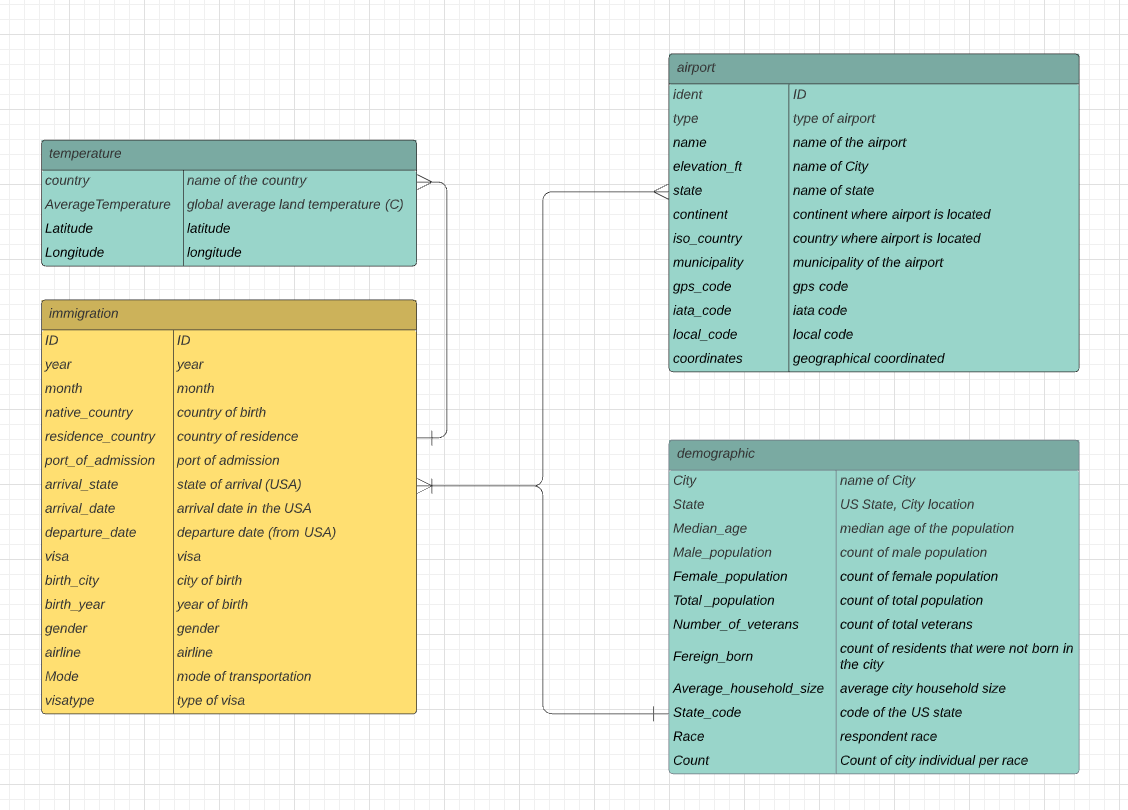 temperature
country name of the country
AverageTemperature global average land temperature (C)
Latitude latitude
Longitude longitude
immigration
ID ID
year year
month month
native_country country of birth
residence_country country of residence
port_of_admission port of admission
arrival_state state of arrival (USA)
arrival_date arrival date in the USA
departure_date departure date (from USA)
visa visa
birth_city city of birth
birth_year year of birth
gender gender
airline airline
Mode mode of transportation
visatype type of visa
airport
ident ID
type type of airport
name name of the airport
elevation_ft name of City
state name of state
continent continent where airport is located
iso_country country where airport is located
municipality municipality of the airport
gps_code gps code
iata_code iata code
local_code local code
coordinates geographical coordinated
demographic
City name of City
State US State, City location
Median_age median age of the population
Male_population count of male population
Female_population count of female population
Total _population count of total population
Number_of_veterans count of total veterans
Fereign_born count of residents that were not born in
the city
Average_household_size average city household size
State_code code of the US state
Race respondent race
Count Count of city individual per race